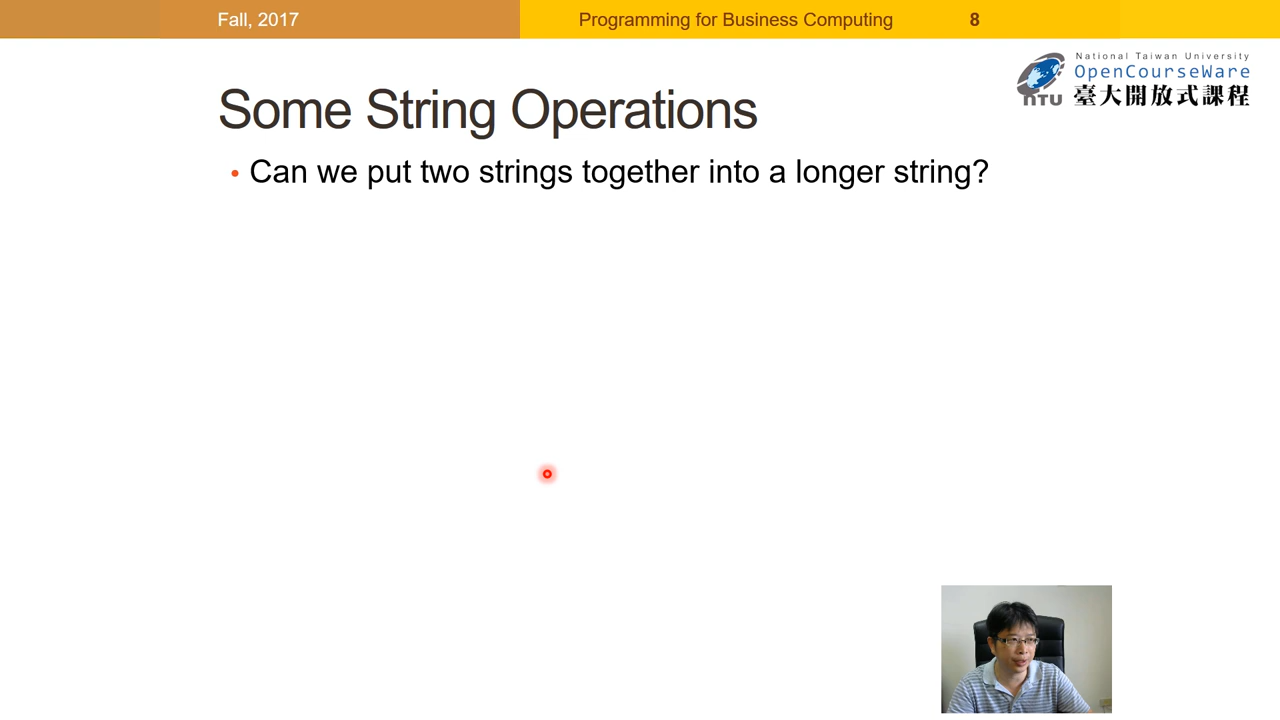 Fall, 2017
Programming for Business Computing
8
National Taiwan University
OpenCourseWare
NTU
臺大開放式課程
Some String Operations
• Can we put two strings together into a longer string?